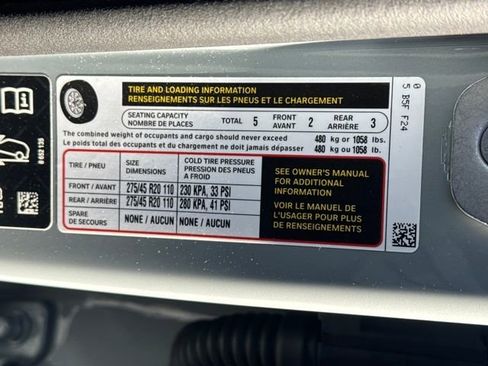 TIRE AND LOADING INFORMATION
RENSEIGNEMENTS SUR LES PNEUS ET LE CHARGEMENT
SEATING CAPACITY
NOMBRE DE PLACES
TOTAL 5
FRONT
AVANT 2
REAR
ARRIÈRE 3
The combined weight of occupants and cargo should never exceed 480 kg or 1058 lbs.
Le poids total des occupants et du chargement ne doit jamais dépasser 480 kg ou 1058 lb.
TIRE / PNEU
SIZE
DIMENSIONS
COLD TIRE PRESSURE
PRESSION DES PNEUS
A FROID
FRONT / AVANT 275/45 R20 110 230 KPA, 33 PSI
REAR / ARRIÈRE 275/45 R20 110 280 KPA, 41 PSI
SPARE
DE SECOURS
NONE / AUCUN NONE / AUCUN
SEE OWNER'S MANUAL
FOR ADDITIONAL
INFORMATION
VOIR LE MANUEL DE
L'USAGER POUR PLUS
DE RENSEIGNEMENTS
0
5 B5F F24